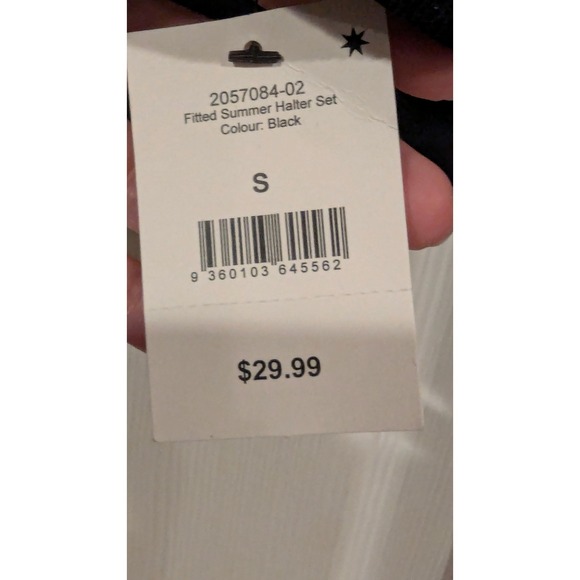 2057084-02
Fitted Summer Halter Set
Colour: Black
S
9 360103 645562
$29.99